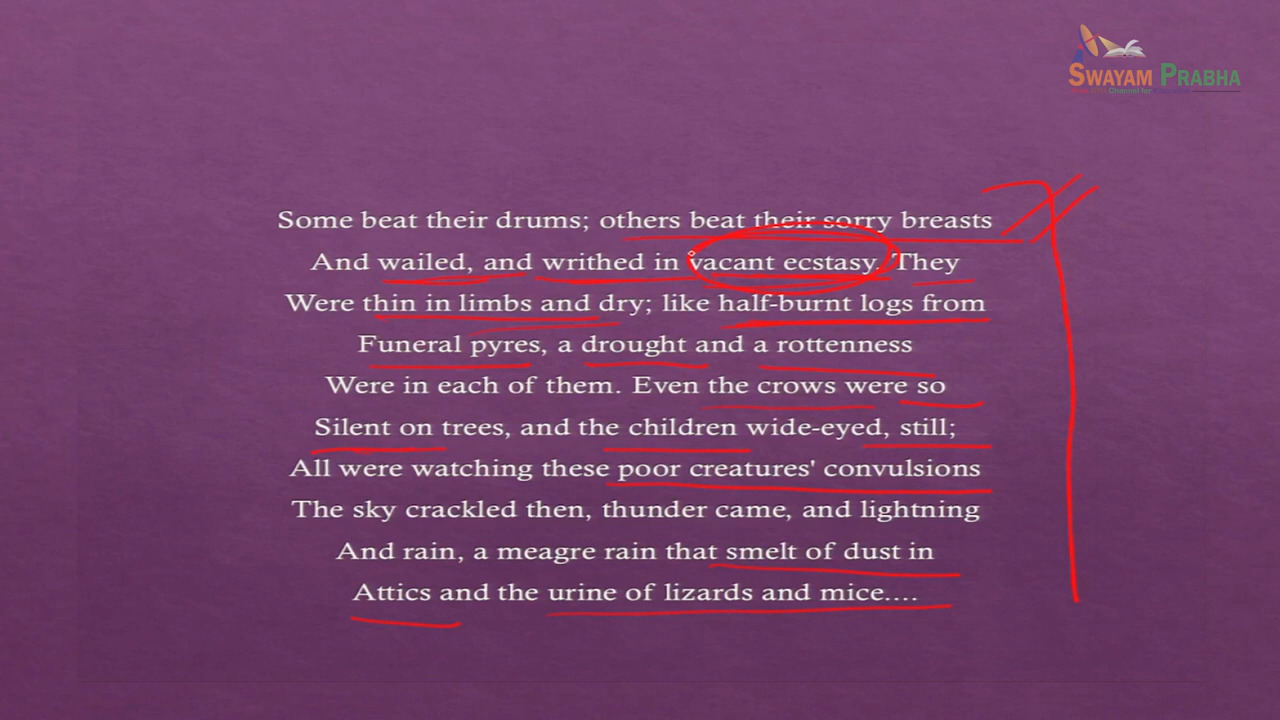 SWAYAM PRABHA
Some beat their drums; others beat their sorry breasts
And wailed, and writhed in vacant ecstasy. They
Were thin in limbs and dry; like half-burnt logs from
Funeral pyres, a drought and a rottenness
Were in each of them. Even the crows were so
Silent on trees, and the children wide-eyed, still;
All were watching these poor creatures' convulsions
The sky crackled then, thunder came, and lightning
And rain, a meagre rain that smelt of dust in
Attics and the urine of lizards and mice....